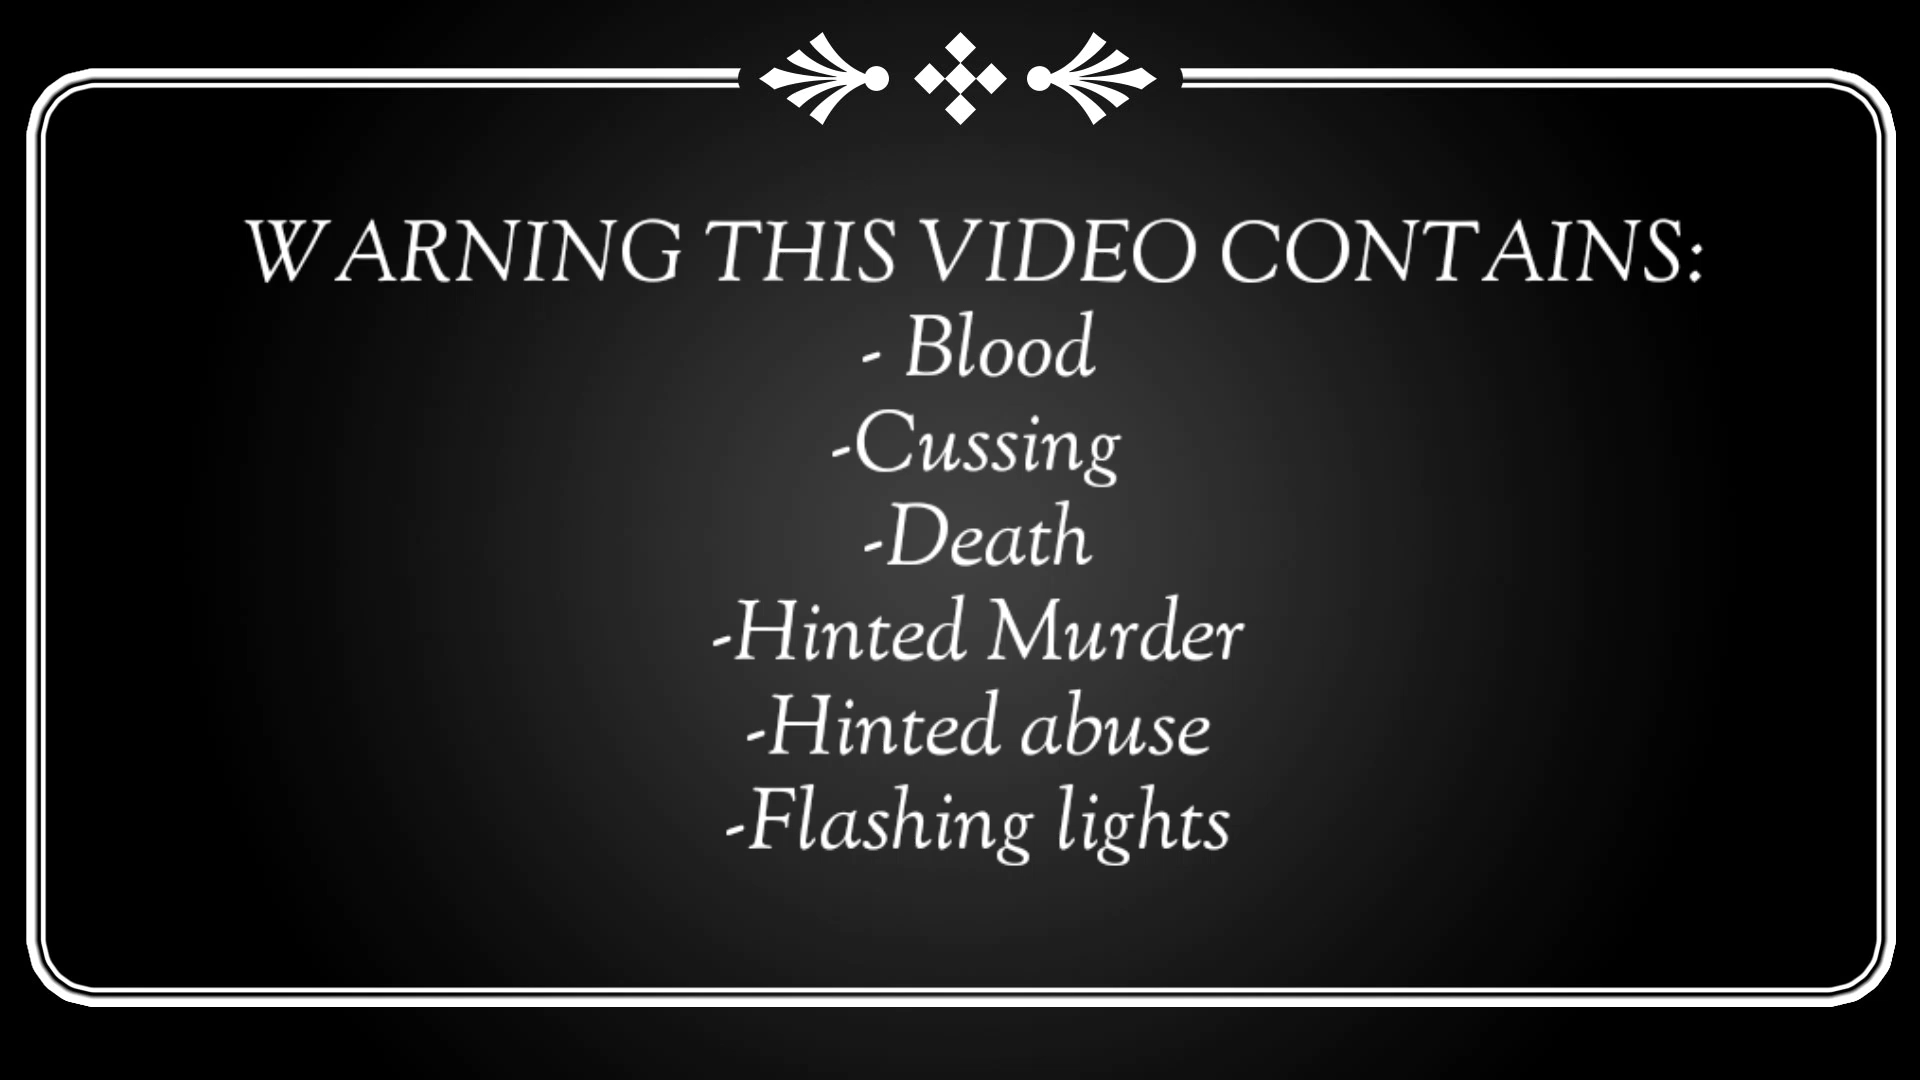 WARNING THIS VIDEO CONTAINS:
- Blood
-Cussing
-Death
-Hinted Murder
-Hinted abuse
-Flashing lights